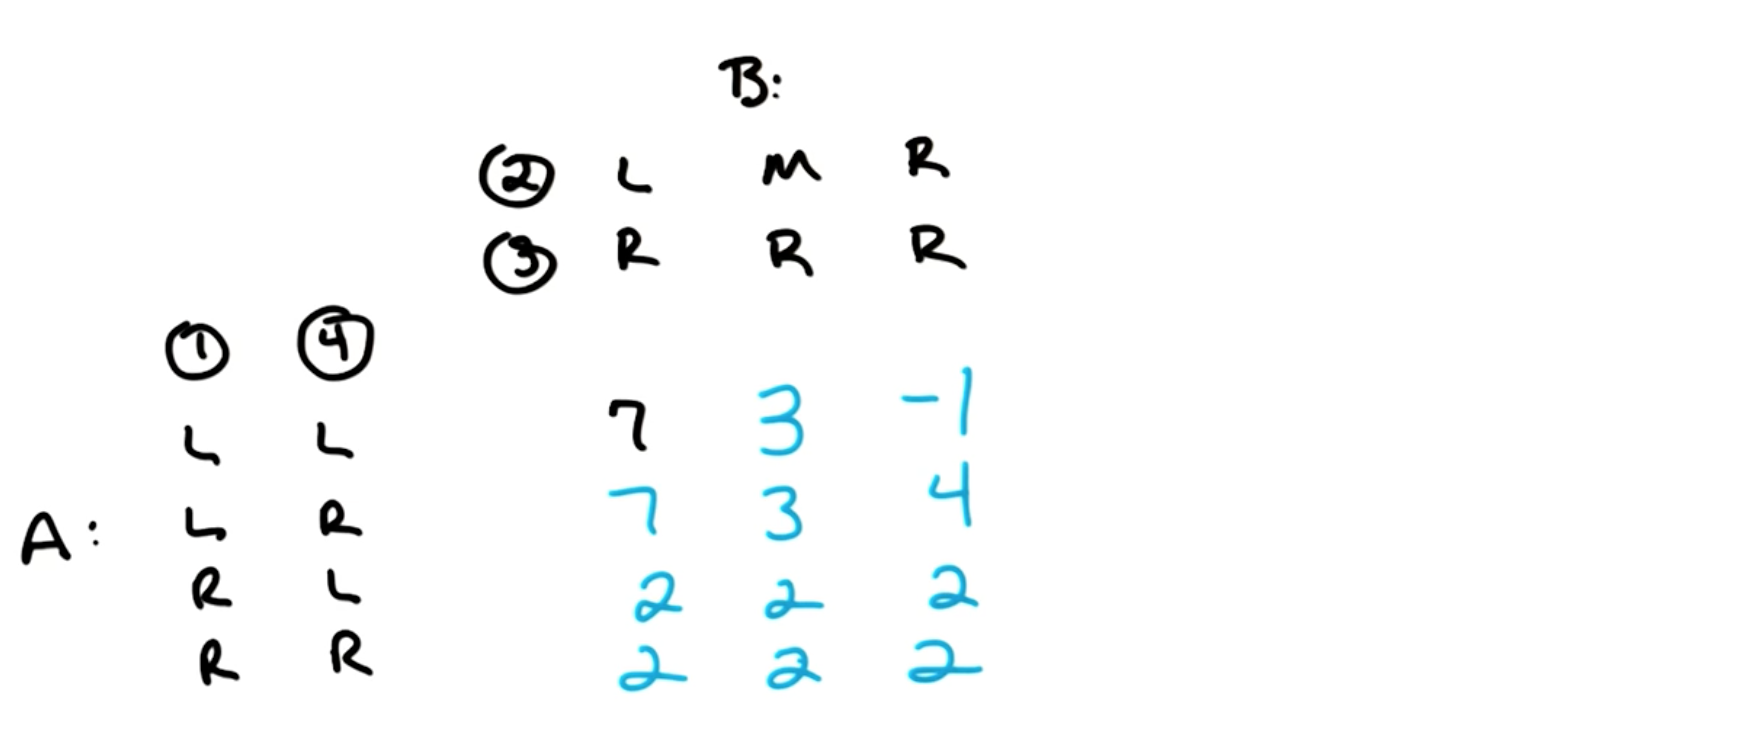 B:
② L M R
③ R R R
① ④
L L 7 3 -1
A: L R 7 3 4
R L 2 2 2
R R 2 2 2